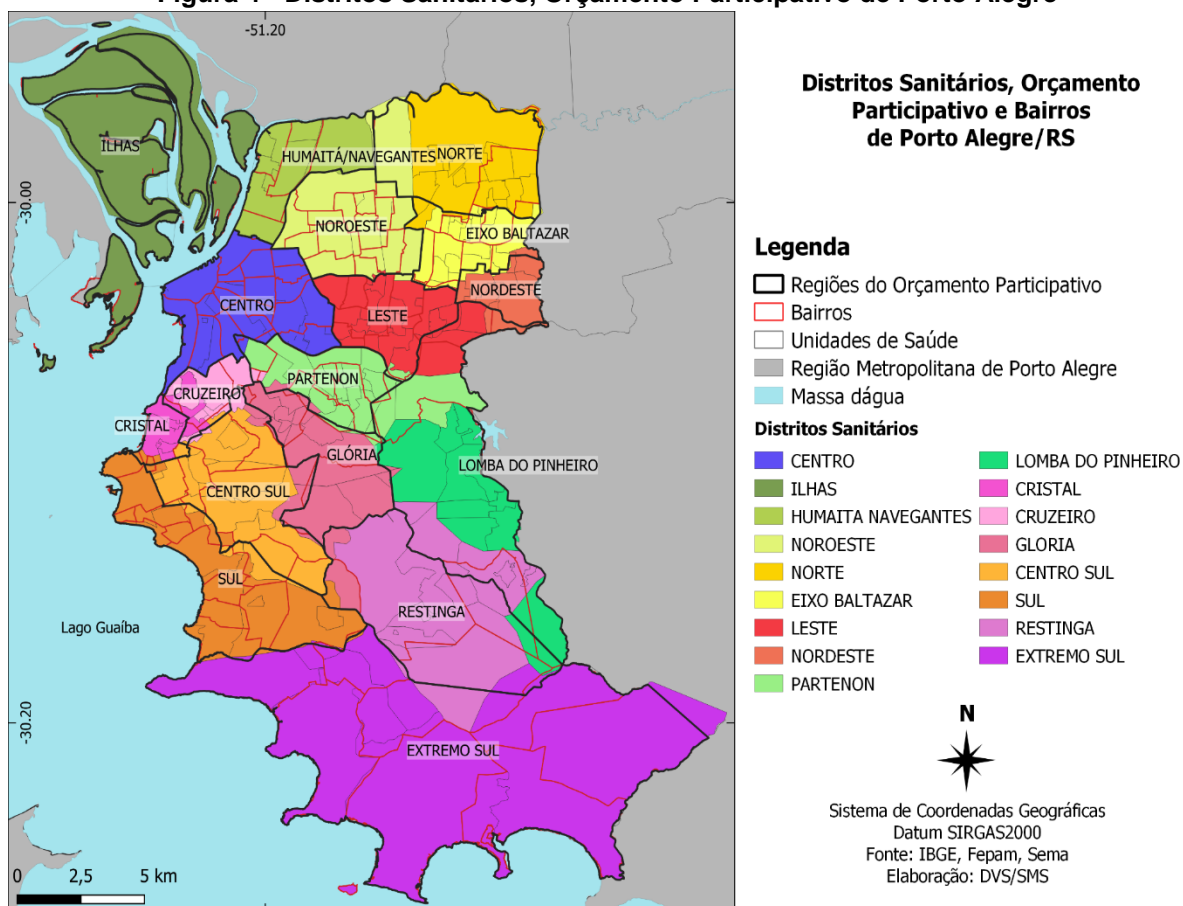 Figura 4 - Distritos Sanitários, Orçamento Participativo de Porto Alegre
-51.20
-30.00
-30.20
ILHAS
HUMAITÁ/NAVEGANTES
NORTE
NOROESTE
EIXO BALTAZAR
NORDESTE
CENTRO
LESTE
PARTENON
CRUZEIRO
CRISTAL
GLÓRIA
LOMBA DO PINHEIRO
CENTRO SUL
SUL
RESTINGA
Lago Guaíba
EXTREMO SUL
0 2,5 5 km
Distritos Sanitários, Orçamento
Participativo e Bairros
de Porto Alegre/RS
Legenda
Regiões do Orçamento Participativo
Bairros
Unidades de Saúde
Região Metropolitana de Porto Alegre
Massa dágua
Distritos Sanitários
CENTRO
ILHAS
HUMAITA NAVEGANTES
NOROESTE
NORTE
EIXO BALTAZAR
LESTE
NORDESTE
PARTENON
LOMBA DO PINHEIRO
CRISTAL
CRUZEIRO
GLORIA
CENTRO SUL
SUL
RESTINGA
EXTREMO SUL
N
Sistema de Coordenadas Geográficas
Datum SIRGAS2000
Fonte: IBGE, Fepam, Sema
Elaboração: DVS/SMS